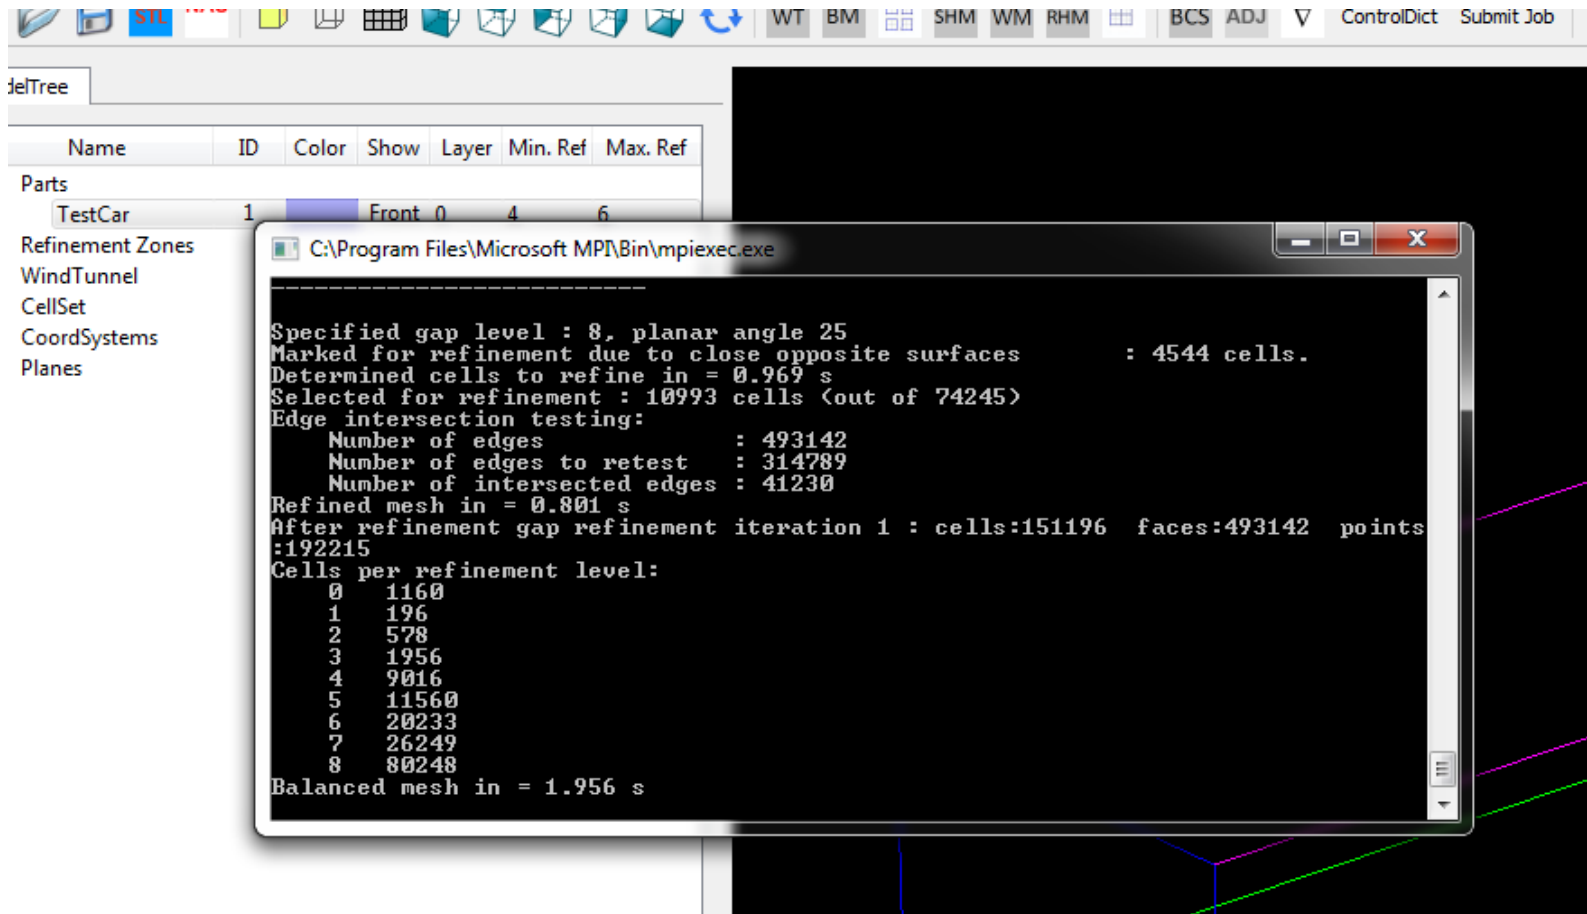 STL
WT BM SHM WM RHM BCS ADJ ∇ ControlDict Submit Job
delTree
Name ID Color Show Layer Min. Ref Max. Ref
Parts
TestCar 1 Front 0 4 6
Refinement Zones
WindTunnel
CellSet
CoordSystems
Planes
C:\Program Files\Microsoft MPI\Bin\mpiexec.exe
--------------------------
Specified gap level : 8, planar angle 25
Marked for refinement due to close opposite surfaces : 4544 cells.
Determined cells to refine in = 0.969 s
Selected for refinement : 10993 cells (out of 74245)
Edge intersection testing:
Number of edges : 493142
Number of edges to retest : 314789
Number of intersected edges : 41230
Refined mesh in = 0.801 s
After refinement gap refinement iteration 1 : cells:151196 faces:493142 points
:192215
Cells per refinement level:
0 1160
1 196
2 578
3 1956
4 9016
5 11560
6 20233
7 26249
8 80248
Balanced mesh in = 1.956 s